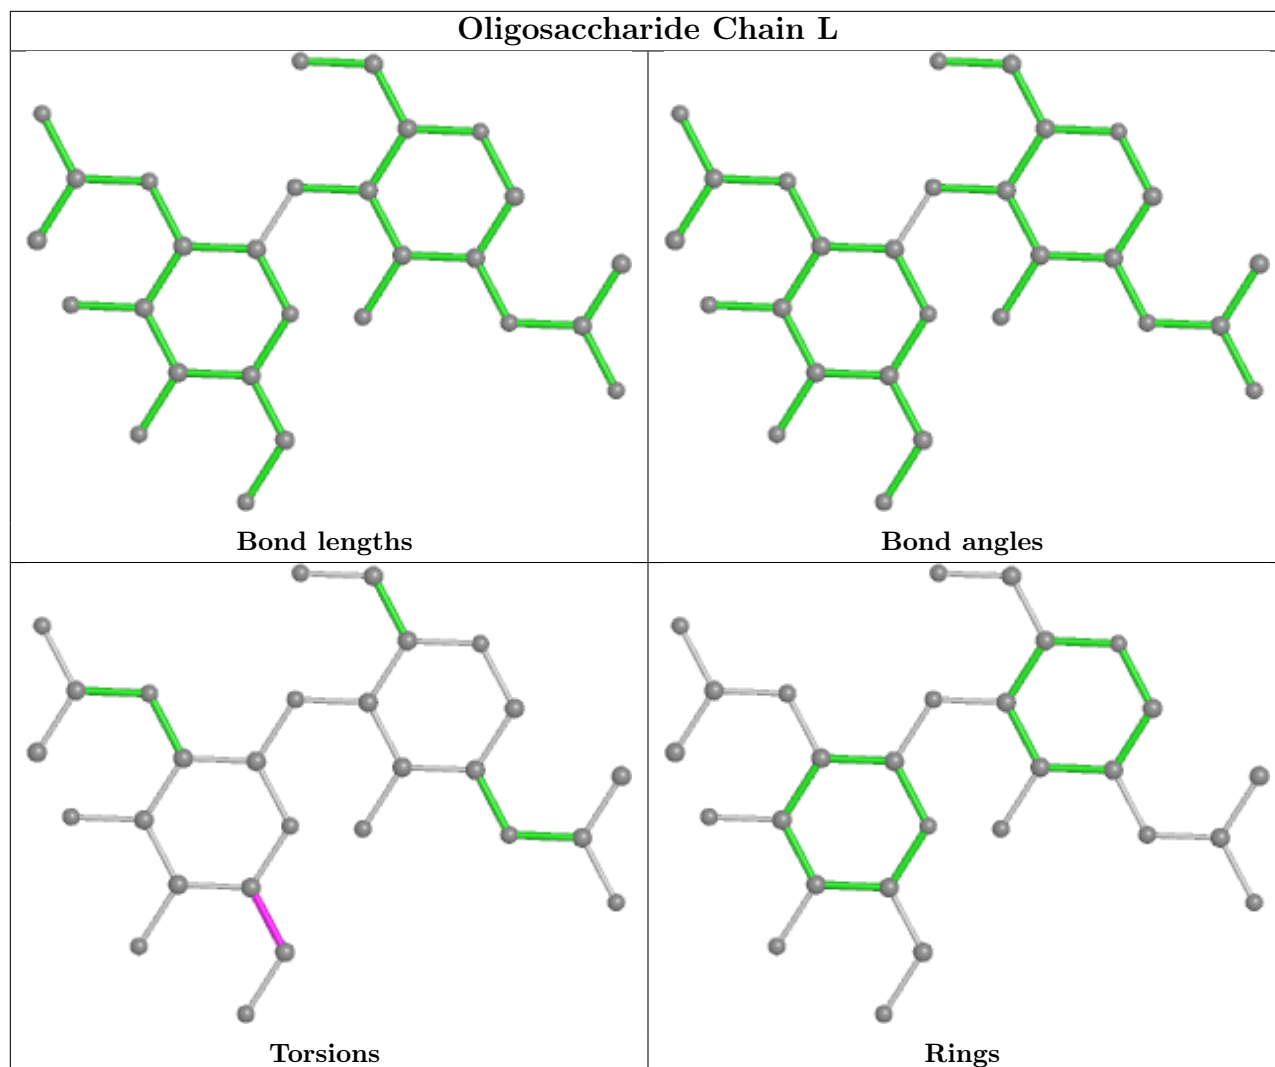 Oligosaccharide Chain L
Bond lengths
Bond angles
Torsions
Rings